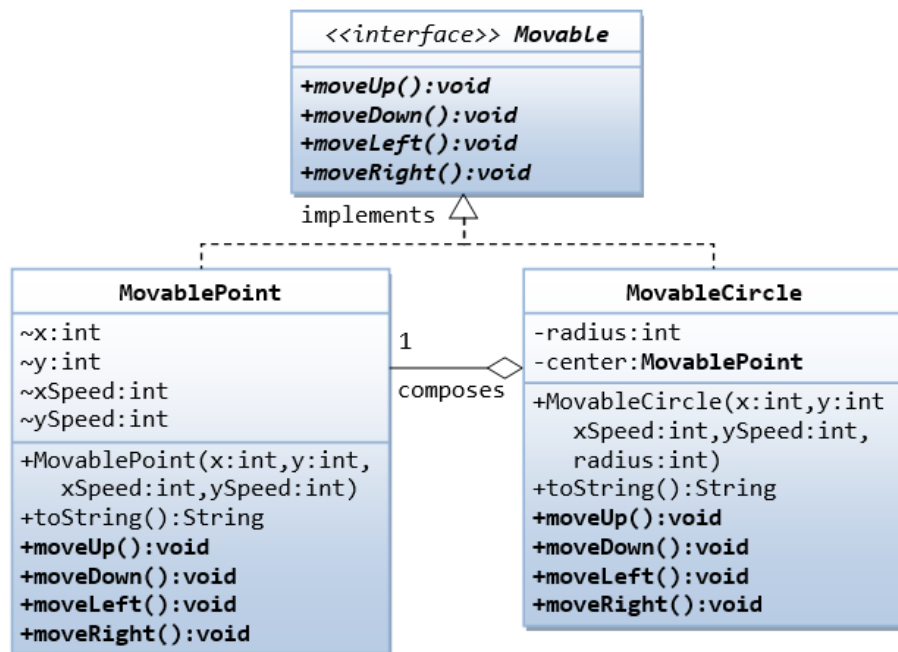 <<interface>> Movable
+moveUp():void
+moveDown():void
+moveLeft():void
+moveRight():void
implements
MovablePoint
~x:int
~y:int
~xSpeed:int
~ySpeed:int
+MovablePoint(x:int,y:int,
xSpeed:int,ySpeed:int)
+toString():String
+moveUp():void
+moveDown():void
+moveLeft():void
+moveRight():void
1
composes
MovableCircle
-radius:int
-center:MovablePoint
+MovableCircle(x:int,y:int
xSpeed:int,ySpeed:int,
radius:int)
+toString():String
+moveUp():void
+moveDown():void
+moveLeft():void
+moveRight():void